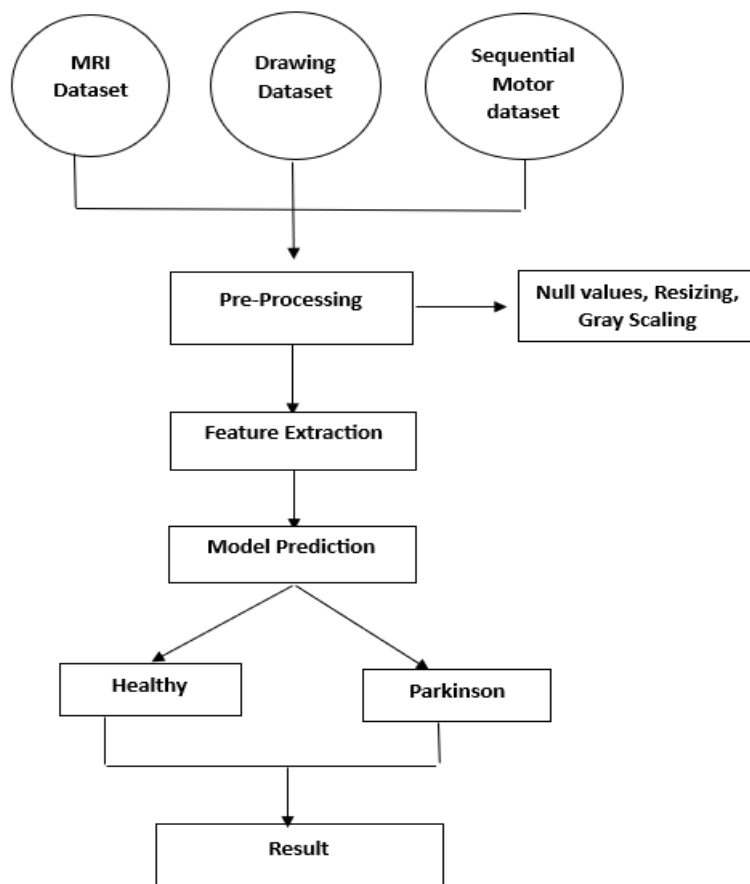 MRI
Dataset
Drawing
Dataset
Sequential
Motor
dataset
Pre-Processing
Null values, Resizing,
Gray Scaling
Feature Extraction
Model Prediction
Healthy
Parkinson
Result